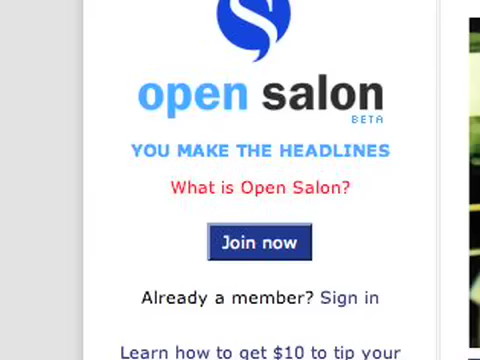 open salon
BETA
YOU MAKE THE HEADLINES
What is Open Salon?
Join now
Already a member? Sign in
Learn how to get $10 to tip your